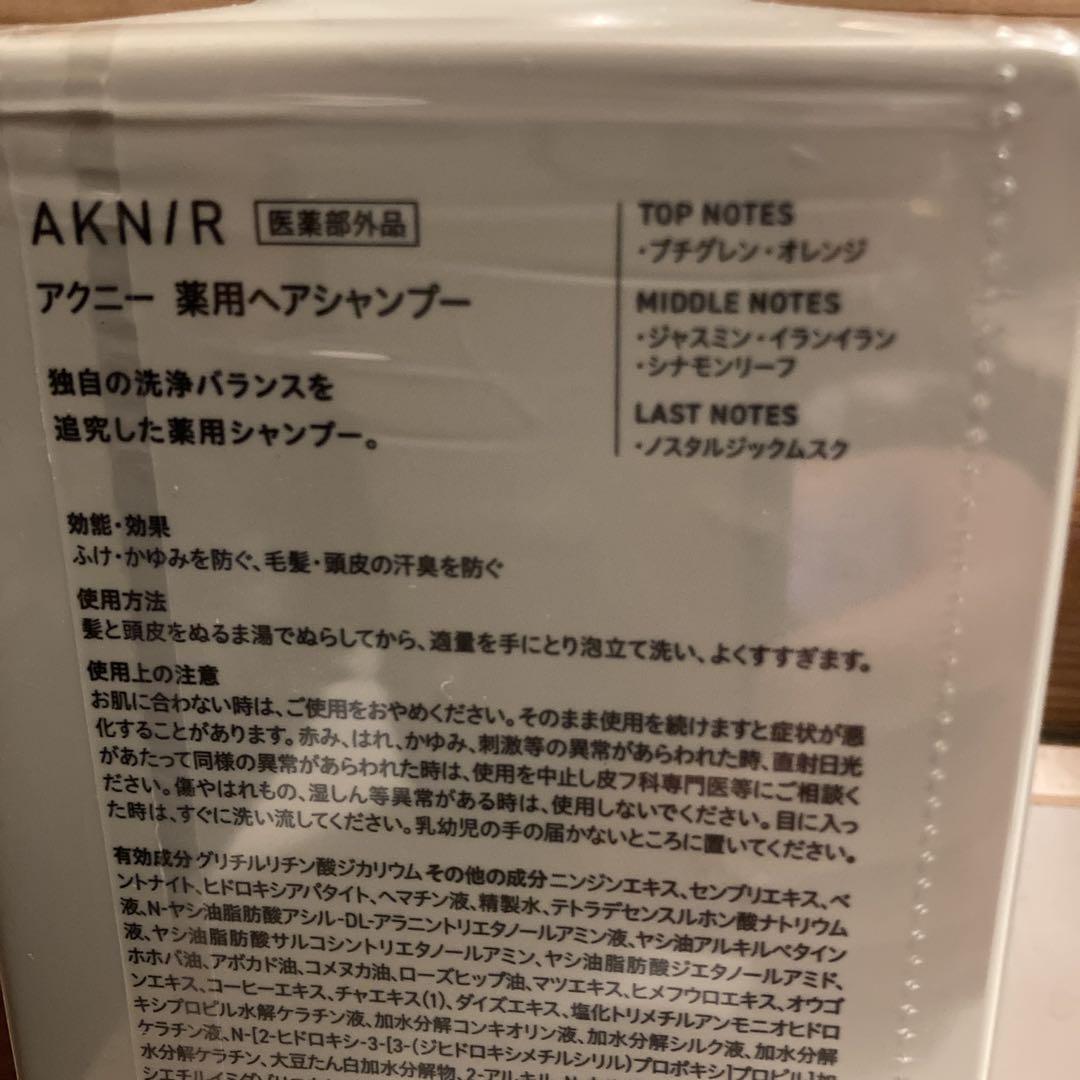 AKNIR 医薬部外品
アクニー 薬用ヘアシャンプー
独自の洗浄バランスを
追究した薬用シャンプー。
TOP NOTES
・プチグレン・オレンジ
MIDDLE NOTES
・ジャスミン・イランイラン
・シナモンリーフ
LAST NOTES
・ノスタルジックムスク
効能・効果
ふけ・かゆみを防ぐ、毛髪・頭皮の汗臭を防ぐ
使用方法
髪と頭皮をぬるま湯でぬらしてから、適量を手にとり泡立て洗い、よくすすぎます。
使用上の注意
お肌に合わない時は、ご使用をおやめください。そのまま使用を続けますと症状が悪
化することがあります。赤み、はれ、かゆみ、刺激等の異常があらわれた時、直射日光
があたって同様の異常があらわれた時は、使用を中止し皮フ科専門医等にご相談く
ださい。傷やはれもの、湿しん等異常がある時は、使用しないでください。目に入っ
た時は、すぐに洗い流してください。乳幼児の手の届かないところに置いてください。
有効成分 グリチルリチン酸ジカリウム その他の成分 ニンジンエキス、センブリエキス、ベ
ントナイト、ヒドロキシアパタイト、ヘマチン液、精製水、テトラデセンスルホン酸ナトリウム
液、N-ヤシ油脂肪酸アシル-DL-アラニントリエタノールアミン液、ヤシ油アルキルベタイン
液、ヤシ油脂肪酸サルコシントリエタノールアミン、ヤシ油脂肪酸ジエタノールアミド、
ホホバ油、アボカド油、コメヌカ油、ローズヒップ油、マツエキス、ヒメフウロエキス、オウゴ
ンエキス、コーヒーエキス、チャエキス(1)、ダイズエキス、塩化トリメチルアンモニオヒドロ
キシプロピル加水分解ケラチン液、加水分解コンキオリン液、加水分解シルク液、加水分解
ケラチン液、N-[2-ヒドロキシ-3-[3-(ジヒドロキシメチルシリル)プロポキシ]プロピル]加
水分解ケラチン、大豆たん白加水分解物、2-アルキル-N-